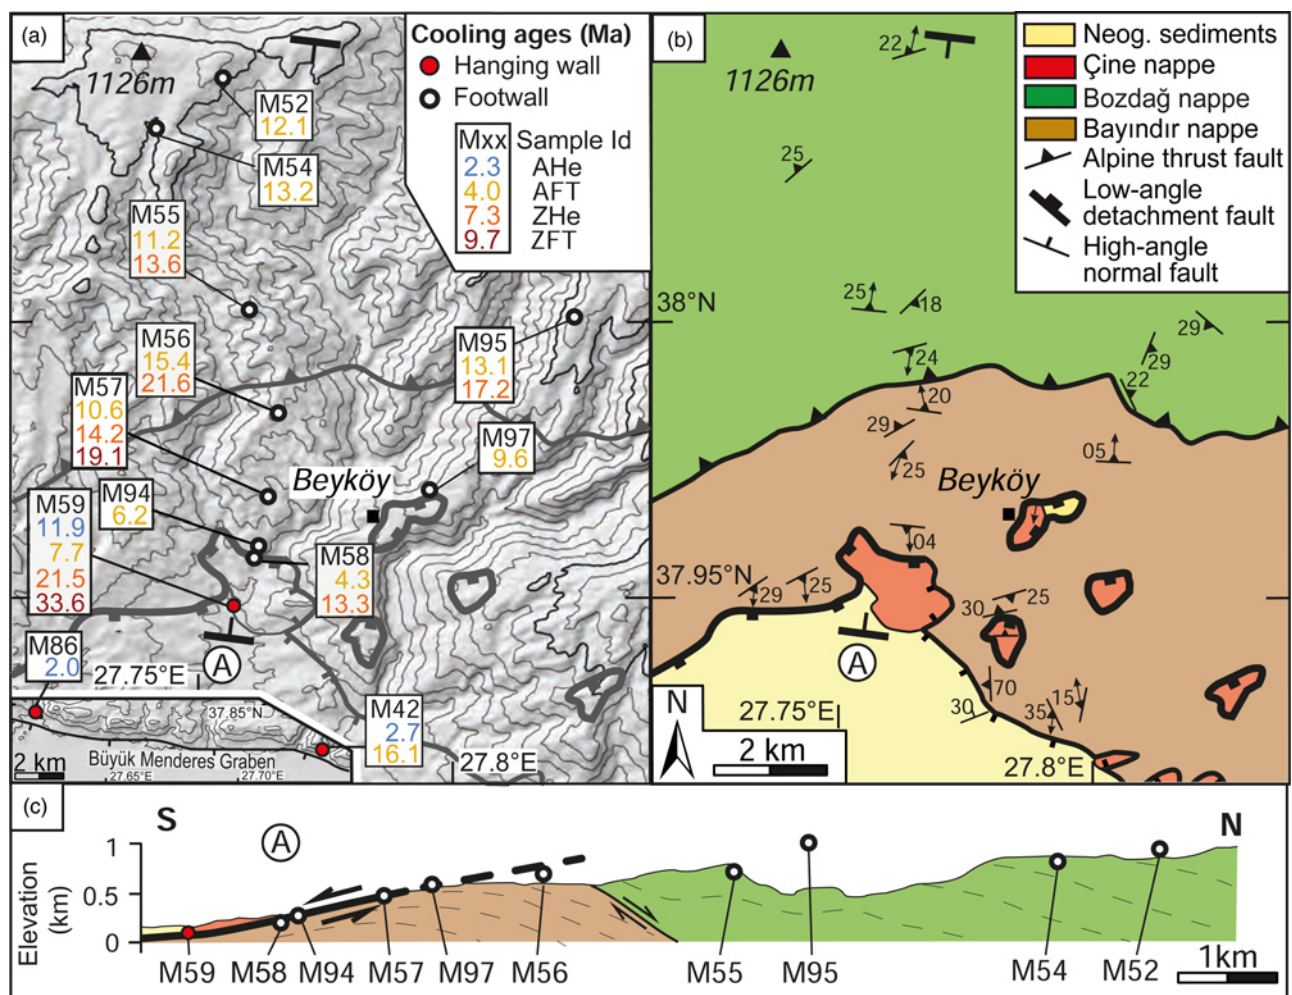 (a)
1126m
M52
12.1
M54
13.2
M55
11.2
13.6
M56
15.4
21.6
M57
10.6
14.2
19.1
M94
6.2
M59
11.9
7.7
21.5
33.6
M86
2.0
M95
13.1
17.2
M97
9.6
Beyköy
M58
4.3
13.3
M42
2.7
16.1
A
27.75°E
27.8°E
37.85°N
Büyük Menderes Graben
2 km
27.65°E
27.70°E
Cooling ages (Ma)
Hanging wall
Footwall
Mxx Sample Id
2.3 AHe
4.0 AFT
7.3 ZHe
9.7 ZFT
(b)
1126m
22
25
38°N
25
18
24
20
29
25
29
29
22
05
Beyköy
04
37.95°N
29
25
30
25
A
70
30
35
15
N
27.75°E
2 km
27.8°E
Neog. sediments
Çine nappe
Bozdağ nappe
Bayındır nappe
Alpine thrust fault
Low-angle
detachment fault
High-angle
normal fault
(c)
S
A
N
Elevation
(km)
1
0.5
0
M59
M58
M94
M57
M97
M56
M55
M95
M54
M52
1km